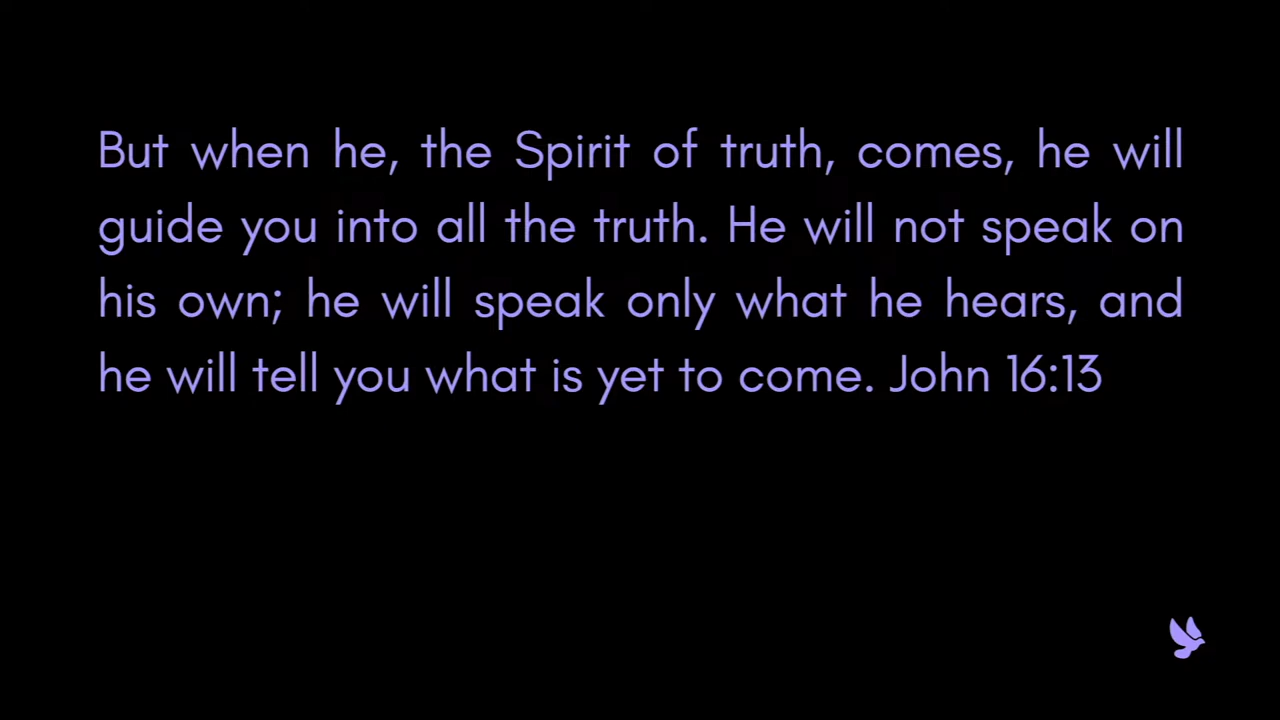 But when he, the Spirit of truth, comes, he will
guide you into all the truth. He will not speak on
his own; he will speak only what he hears, and
he will tell you what is yet to come. John 16:13